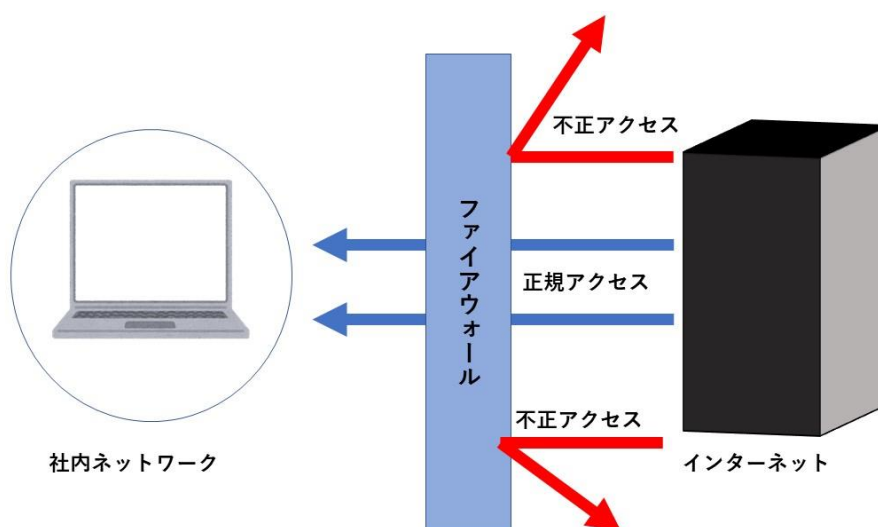 不正アクセス
ファイアウォール
正規アクセス
不正アクセス
社内ネットワーク
インターネット